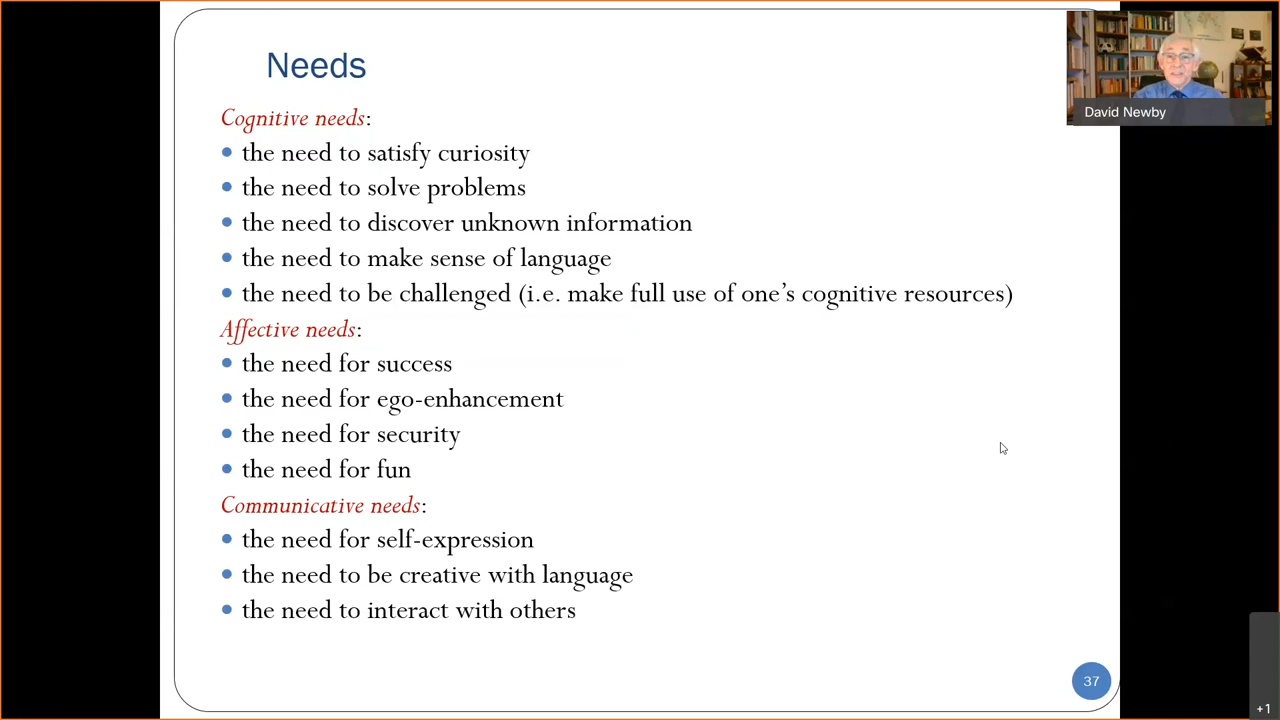 Needs
David Newby
Cognitive needs:
• the need to satisfy curiosity
• the need to solve problems
• the need to discover unknown information
• the need to make sense of language
• the need to be challenged (i.e. make full use of one’s cognitive resources)
Affective needs:
• the need for success
• the need for ego-enhancement
• the need for security
• the need for fun
Communicative needs:
• the need for self-expression
• the need to be creative with language
• the need to interact with others
37
+1